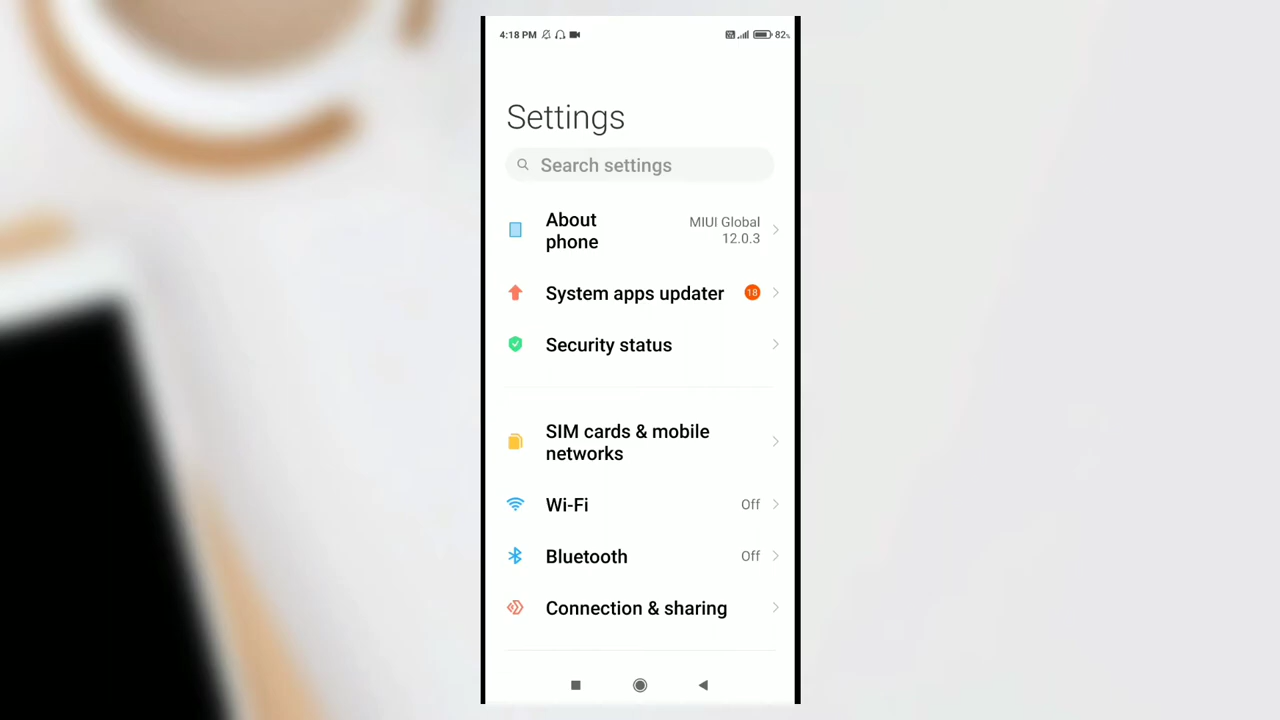 4:18 PM 82%
Settings
Search settings
About
phone
MIUI Global
12.0.3
System apps updater 18
Security status
SIM cards & mobile
networks
Wi-Fi Off
Bluetooth Off
Connection & sharing